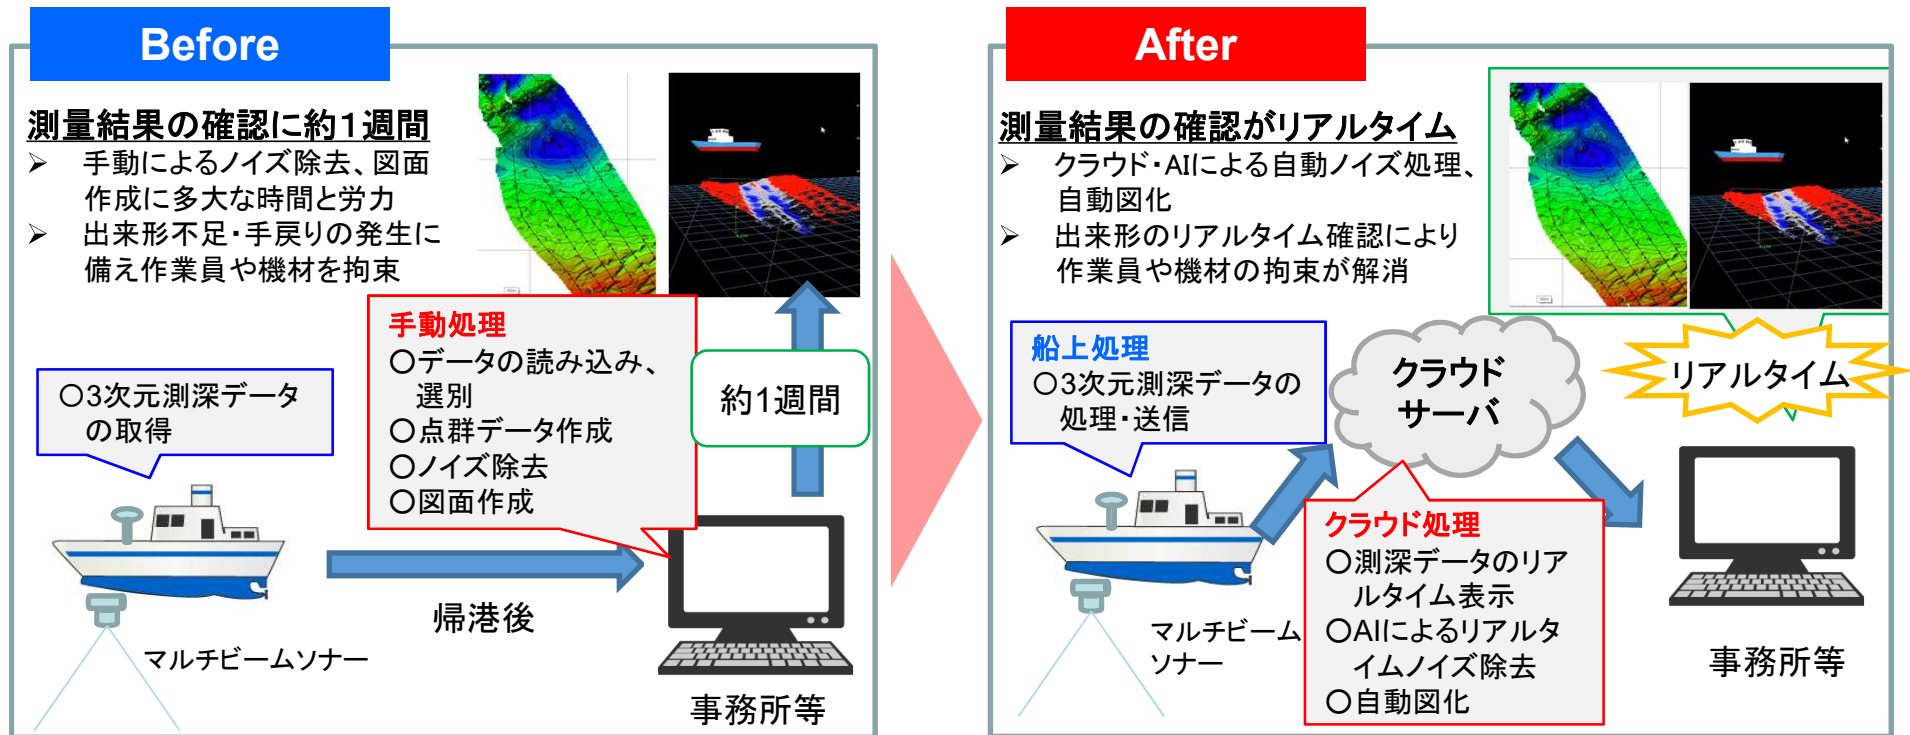 Before
測量結果の確認に約1週間
➢ 手動によるノイズ除去、図面
作成に多大な時間と労力
➢ 出来形不足・手戻りの発生に
備え作業員や機材を拘束
〇3次元測深データ
の取得
手動処理
〇データの読み込み、
選別
〇点群データ作成
〇ノイズ除去
〇図面作成
約1週間
帰港後
マルチビームソナー
事務所等
After
測量結果の確認がリアルタイム
➢ クラウド・AIによる自動ノイズ処理、
自動図化
➢ 出来形のリアルタイム確認により
作業員や機材の拘束が解消
船上処理
〇3次元測深データの
処理・送信
クラウド
サーバ
リアルタイム
クラウド処理
〇測深データのリア
ルタイム表示
〇AIによるリアルタ
イムノイズ除去
〇自動図化
マルチビーム
ソナー
事務所等